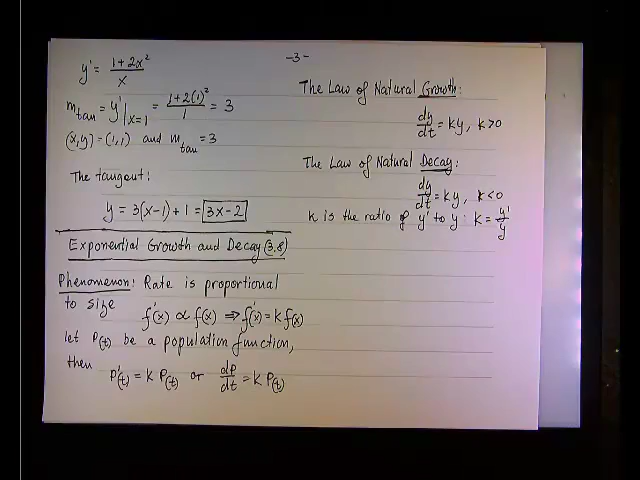 -3-
y' = (1+2x²)/x
m_tan = y'|_{x=1} = (1+2(1)²)/1 = 3
(x,y) = (1,1) and m_tan = 3
The tangent:
y = 3(x-1)+1 = 3x-2
Exponential Growth and Decay (3.8)
Phenomenon: Rate is proportional
to size
f'(x) ∝ f(x) ⇒ f'(x) = k f(x)
let P(t) be a population function,
then
P'(t) = k P(t) or dP/dt = k P(t)
The Law of Natural Growth:
dy/dt = ky, k>0
The Law of Natural Decay:
dy/dt = ky, k<0
k is the ratio of y' to y: k = y'/y